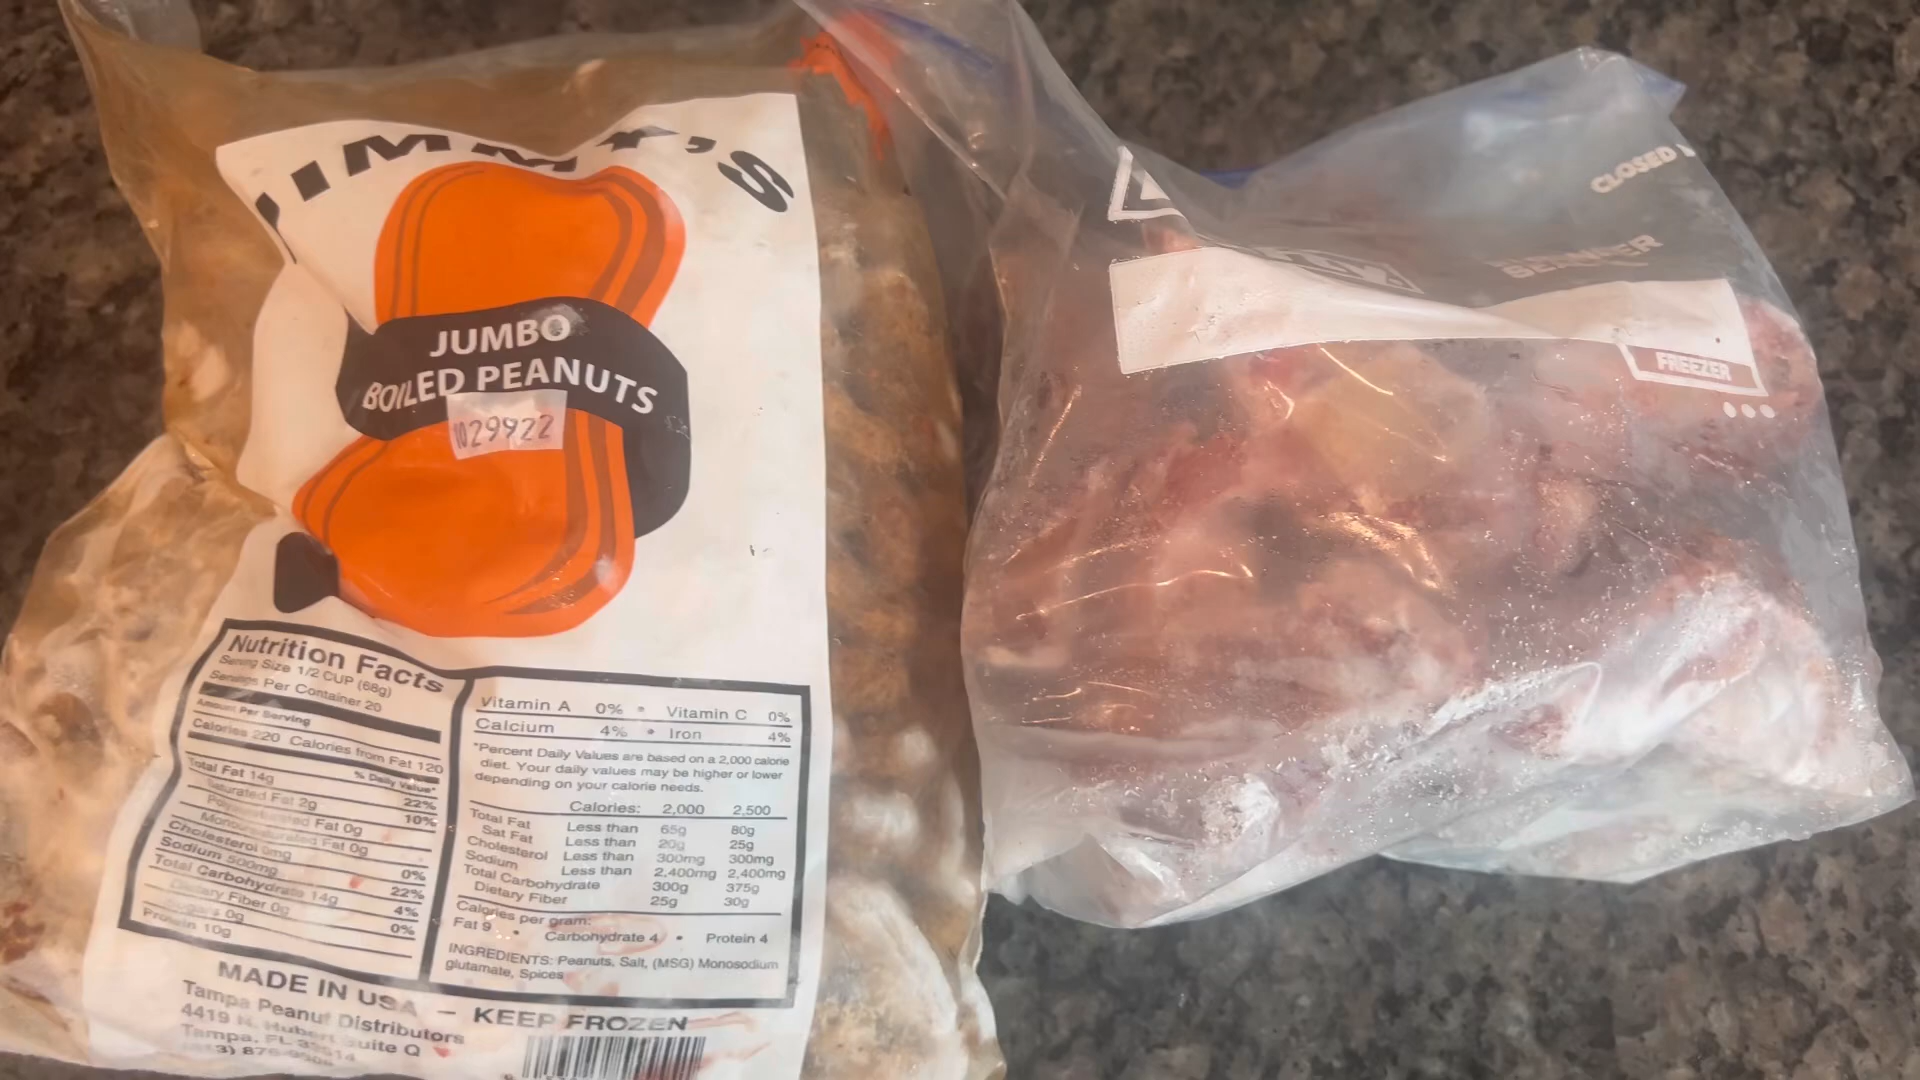 JIMMY'S
JUMBO
BOILED PEANUTS
1029922
Nutrition Facts
Serving Size 1/2 CUP (68g)
Servings Per Container 20
Amount Per Serving
Calories 220 Calories from Fat 120
% Daily Value*
Total Fat 14g 22%
Saturated Fat 2g 10%
Polyunsaturated Fat 0g
Monounsaturated Fat 0g
Cholesterol 0mg 0%
Sodium 500mg 22%
Total Carbohydrate 14g 4%
Dietary Fiber 0g 0%
Sugars 0g
Protein 10g
Vitamin A 0% • Vitamin C 0%
Calcium 4% • Iron 4%
*Percent Daily Values are based on a 2,000 calorie
diet. Your daily values may be higher or lower
depending on your calorie needs.
Calories: 2,000 2,500
Total Fat Less than 65g 80g
Sat Fat Less than 20g 25g
Cholesterol Less than 300mg 300mg
Sodium Less than 2,400mg 2,400mg
Total Carbohydrate 300g 375g
Dietary Fiber 25g 30g
Calories per gram:
Fat 9 • Carbohydrate 4 • Protein 4
INGREDIENTS: Peanuts, Salt, (MSG) Monosodium
glutamate, Spices
MADE IN USA — KEEP FROZEN
Tampa Peanut Distributors
4419 N. Hubert Suite Q
Tampa, FL
CLOSED
FREEZER